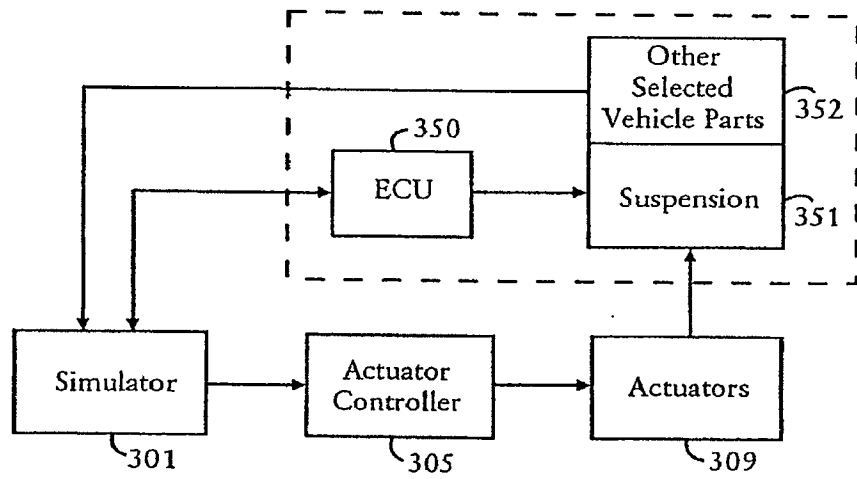 Other
Selected
Vehicle Parts
352
350
ECU
Suspension
351
Simulator
Actuator
Controller
Actuators
301
305
309